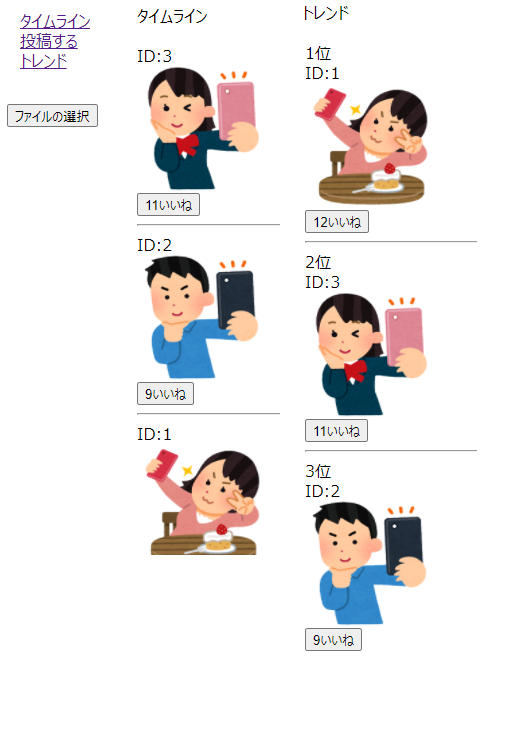 タイムライン
投稿する
トレンド
ファイルの選択
タイムライン
ID:3
11いいね
ID:2
9いいね
ID:1
トレンド
1位
ID:1
12いいね
2位
ID:3
11いいね
3位
ID:2
9いいね